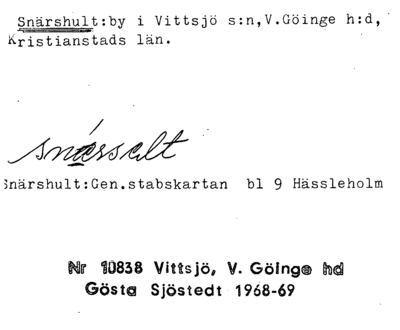 Snärshult:by i Vittsjö s:n,V.Göinge h:d,
Kristianstads län.
snærsalt
Snärshult:Gen.stabskartan bl 9 Hässleholm
Nr 10838 Vittsjö, V. Göinge hd
Gösta Sjöstedt 1968-69